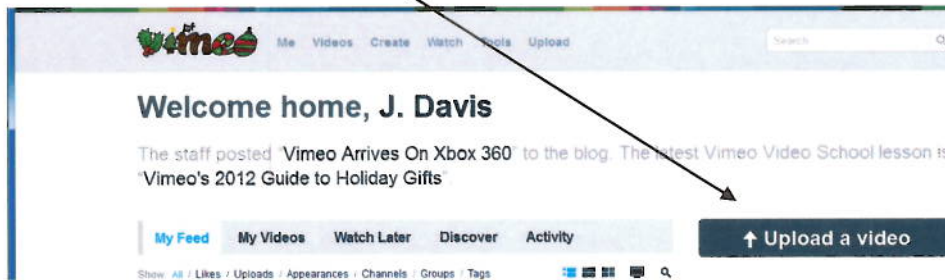 vimeo Me Videos Create Watch Tools Upload Search
Welcome home, J. Davis
The staff posted "Vimeo Arrives On Xbox 360" to the blog. The latest Vimeo Video School lesson is
"Vimeo's 2012 Guide to Holiday Gifts".
My Feed My Videos Watch Later Discover Activity Upload a video
Show: All / Likes / Uploads / Appearances / Channels / Groups / Tags